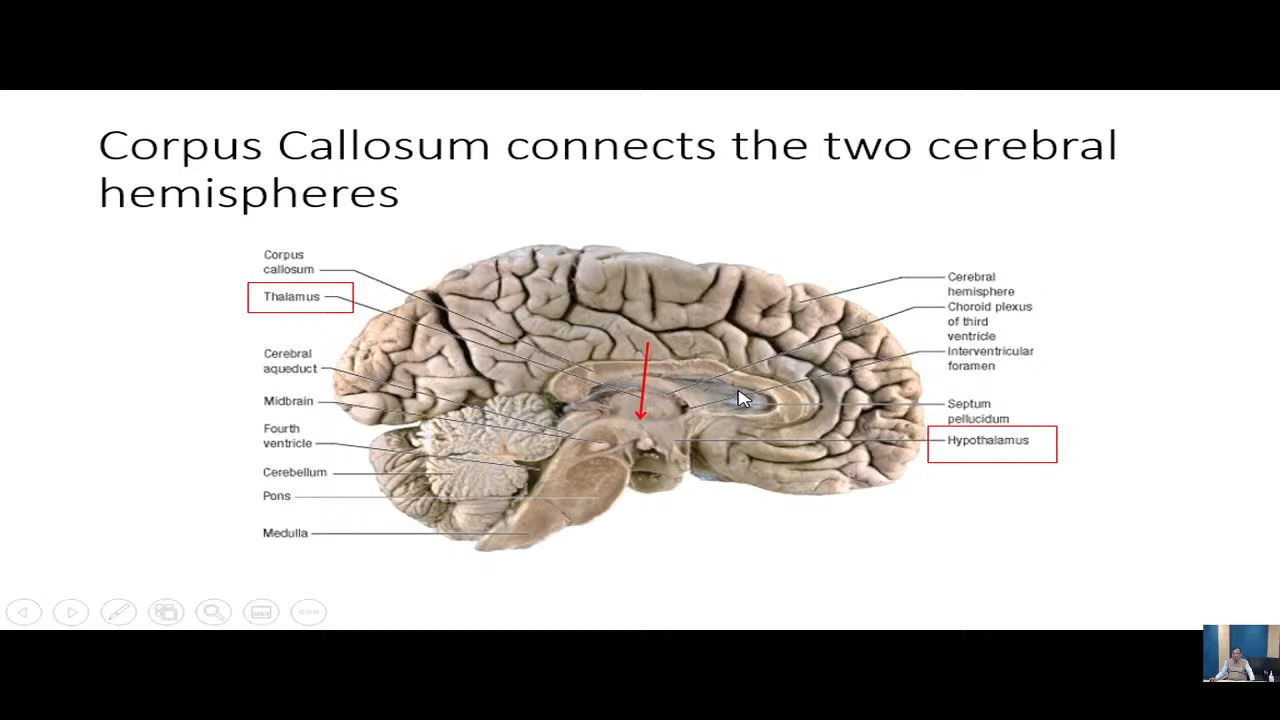 Corpus Callosum connects the two cerebral
hemispheres
Corpus
callosum
Thalamus
Cerebral
aqueduct
Midbrain
Fourth
ventricle
Cerebellum
Pons
Medulla
Cerebral
hemisphere
Choroid plexus
of third
ventricle
Interventricular
foramen
Septum
pellucidum
Hypothalamus